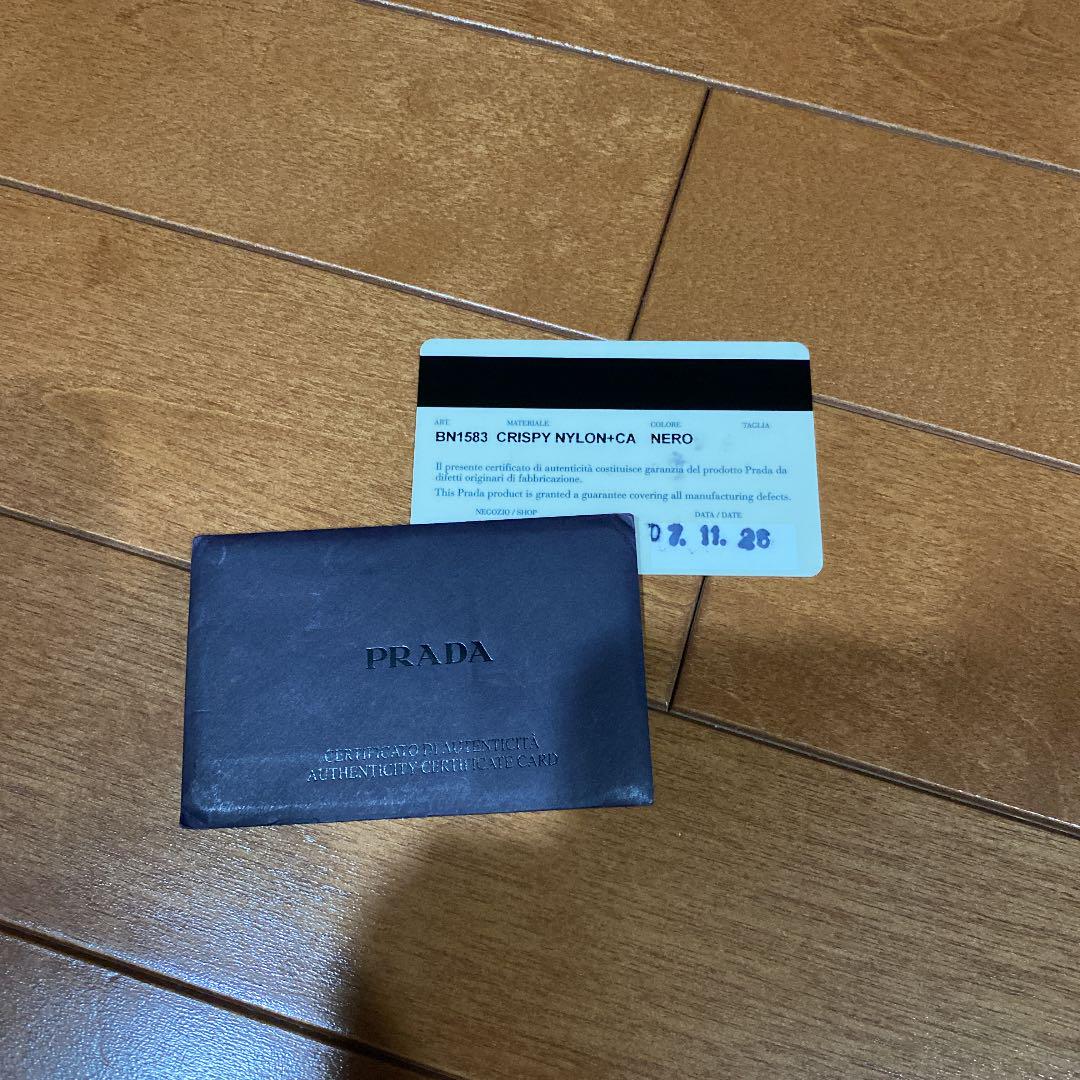 ART. MATERIALE COLORE TAGLIA
BN1583 CRISPY NYLON+CA NERO
Il presente certificato di autenticità costituisce garanzia del prodotto Prada da
difetti originari di fabbricazione.
This Prada product is granted a guarantee covering all manufacturing defects.
NEGOZIO / SHOP DATA / DATE
07. 11. 26
PRADA
CERTIFICATO DI AUTENTICITÀ
AUTHENTICITY CERTIFICATE CARD